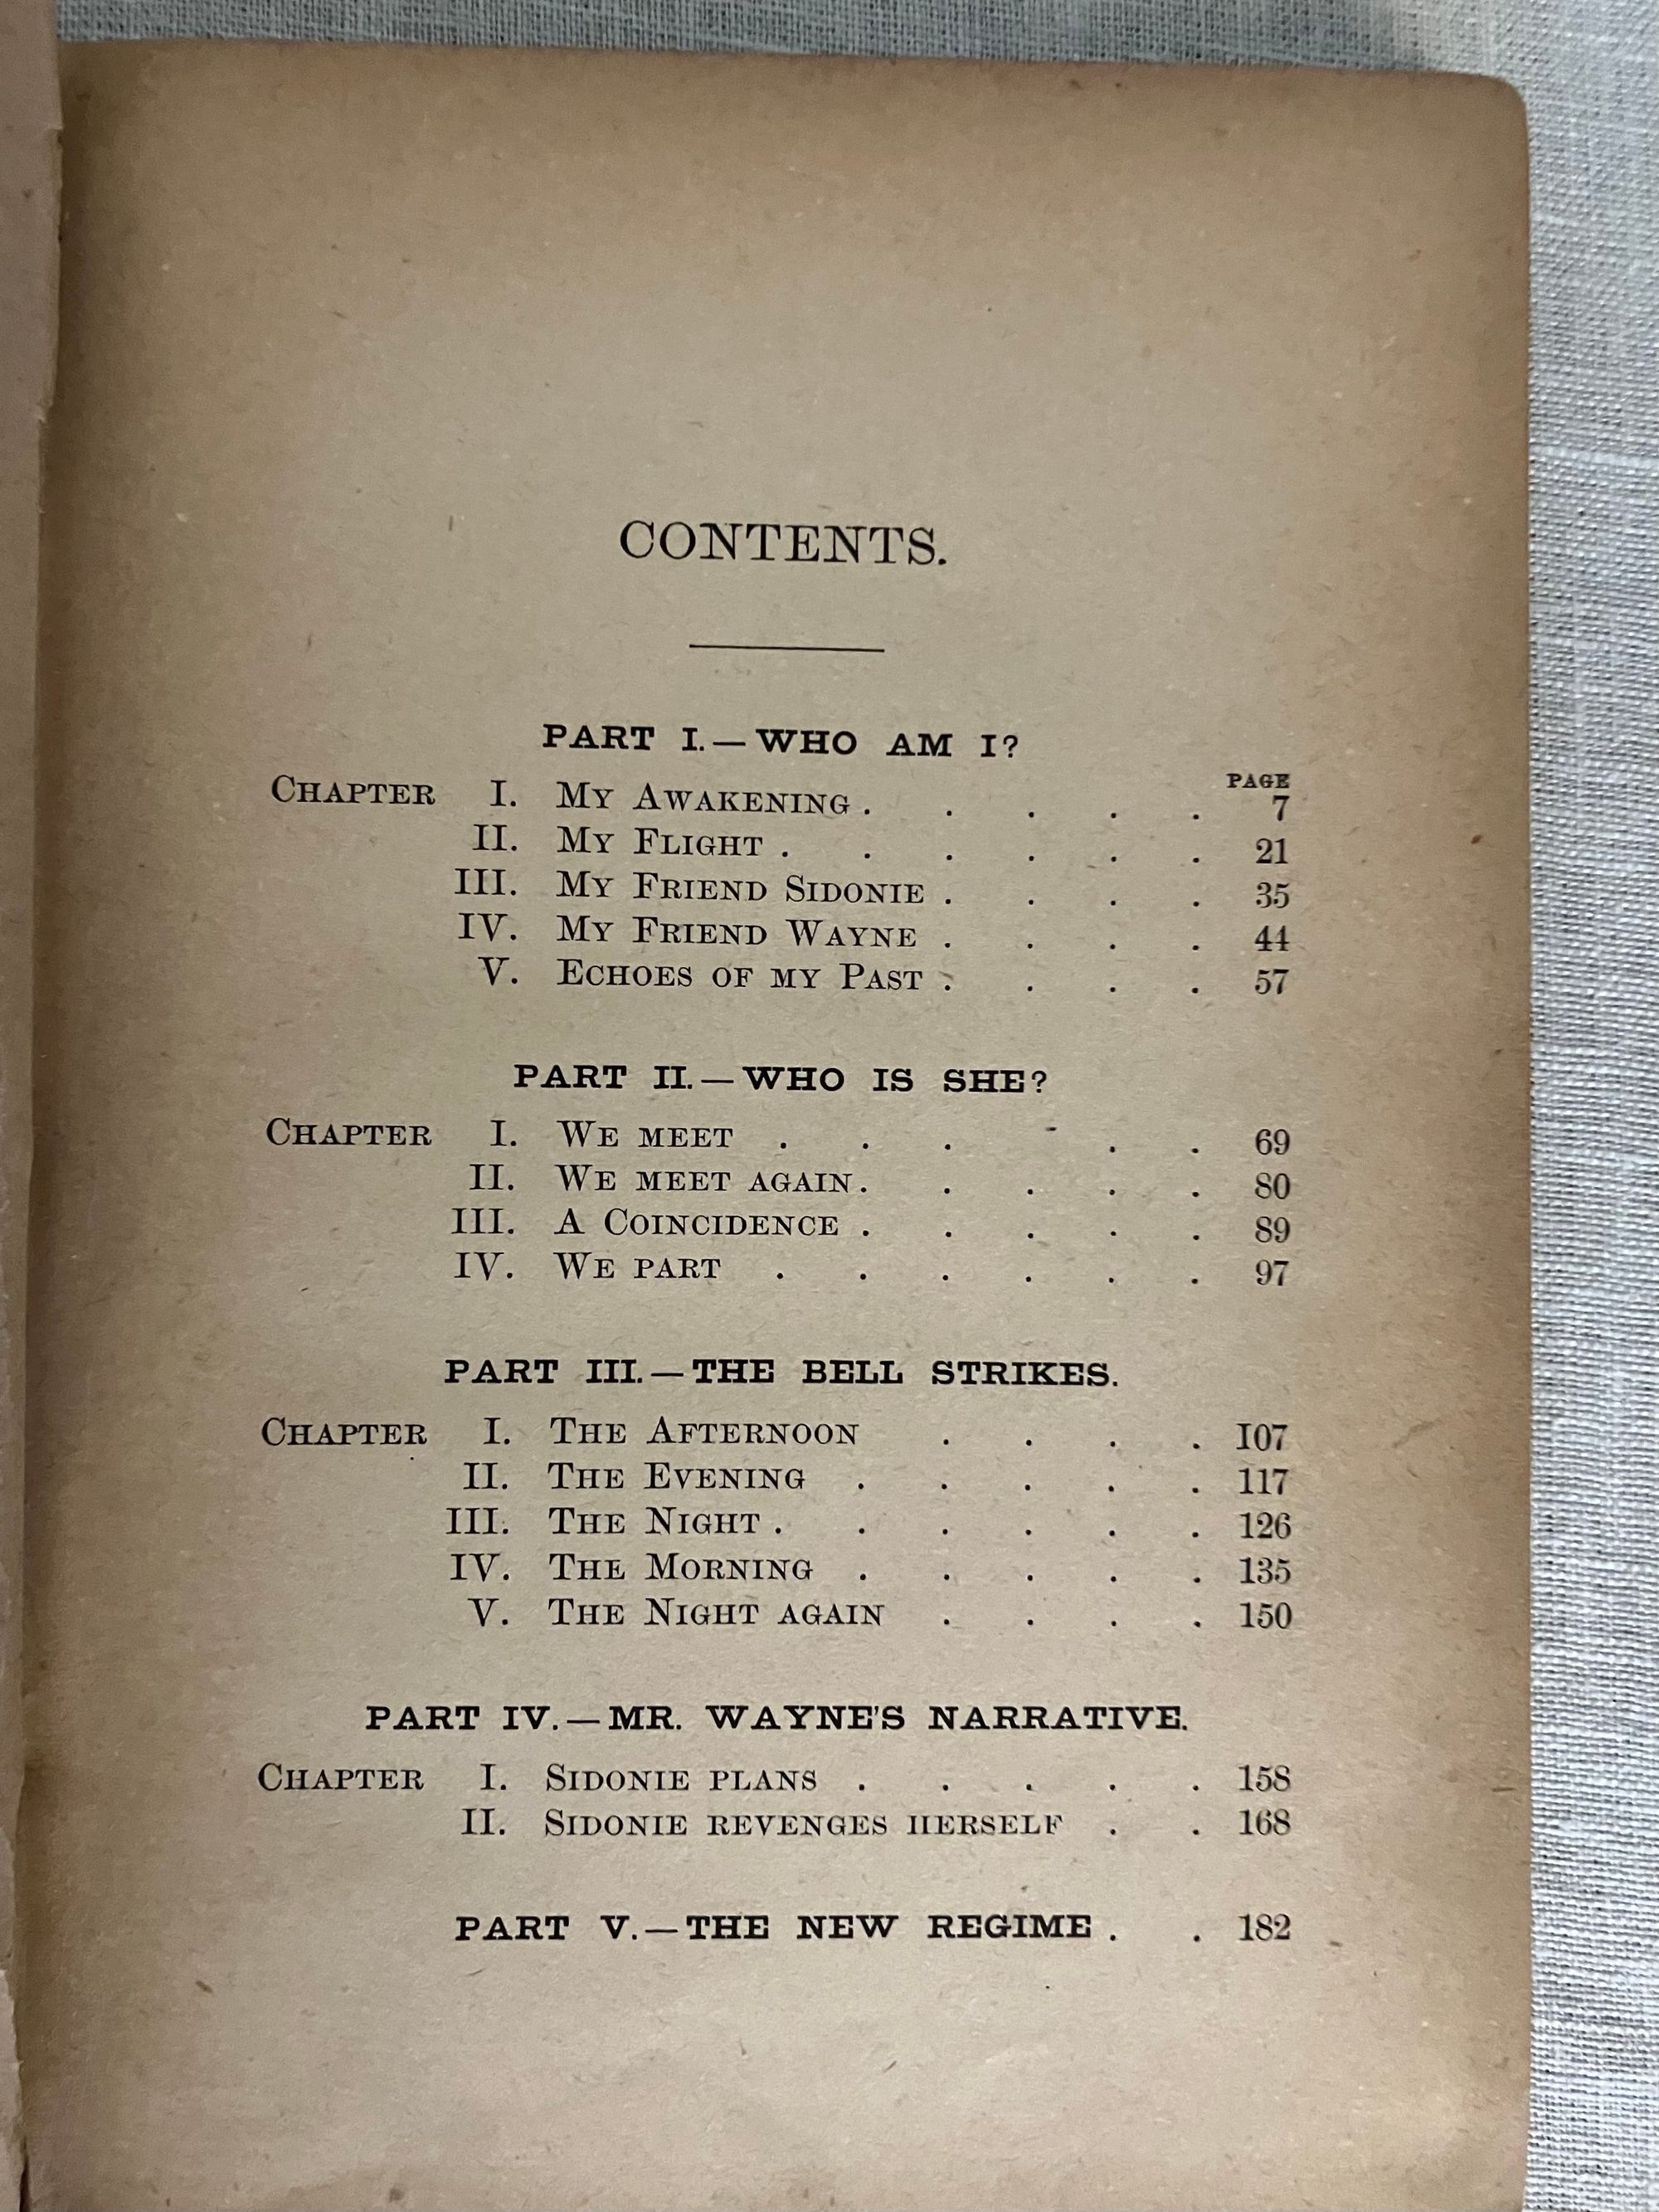 CONTENTS.
PART I.—WHO AM I?
PAGE
CHAPTER I. MY AWAKENING . . . . . 7
II. MY FLIGHT . . . . . . 21
III. MY FRIEND SIDONIE . . . . 35
IV. MY FRIEND WAYNE . . . . 44
V. ECHOES OF MY PAST . . . . 57
PART II.—WHO IS SHE?
CHAPTER I. WE MEET . . . . . 69
II. WE MEET AGAIN . . . . . 80
III. A COINCIDENCE . . . . . 89
IV. WE PART . . . . . . 97
PART III.—THE BELL STRIKES.
CHAPTER I. THE AFTERNOON . . . . 107
II. THE EVENING . . . . . 117
III. THE NIGHT . . . . . . 126
IV. THE MORNING . . . . . 135
V. THE NIGHT AGAIN . . . . 150
PART IV.—MR. WAYNE'S NARRATIVE.
CHAPTER I. SIDONIE PLANS . . . . . 158
II. SIDONIE REVENGES HERSELF . . 168
PART V.—THE NEW REGIME . . 182